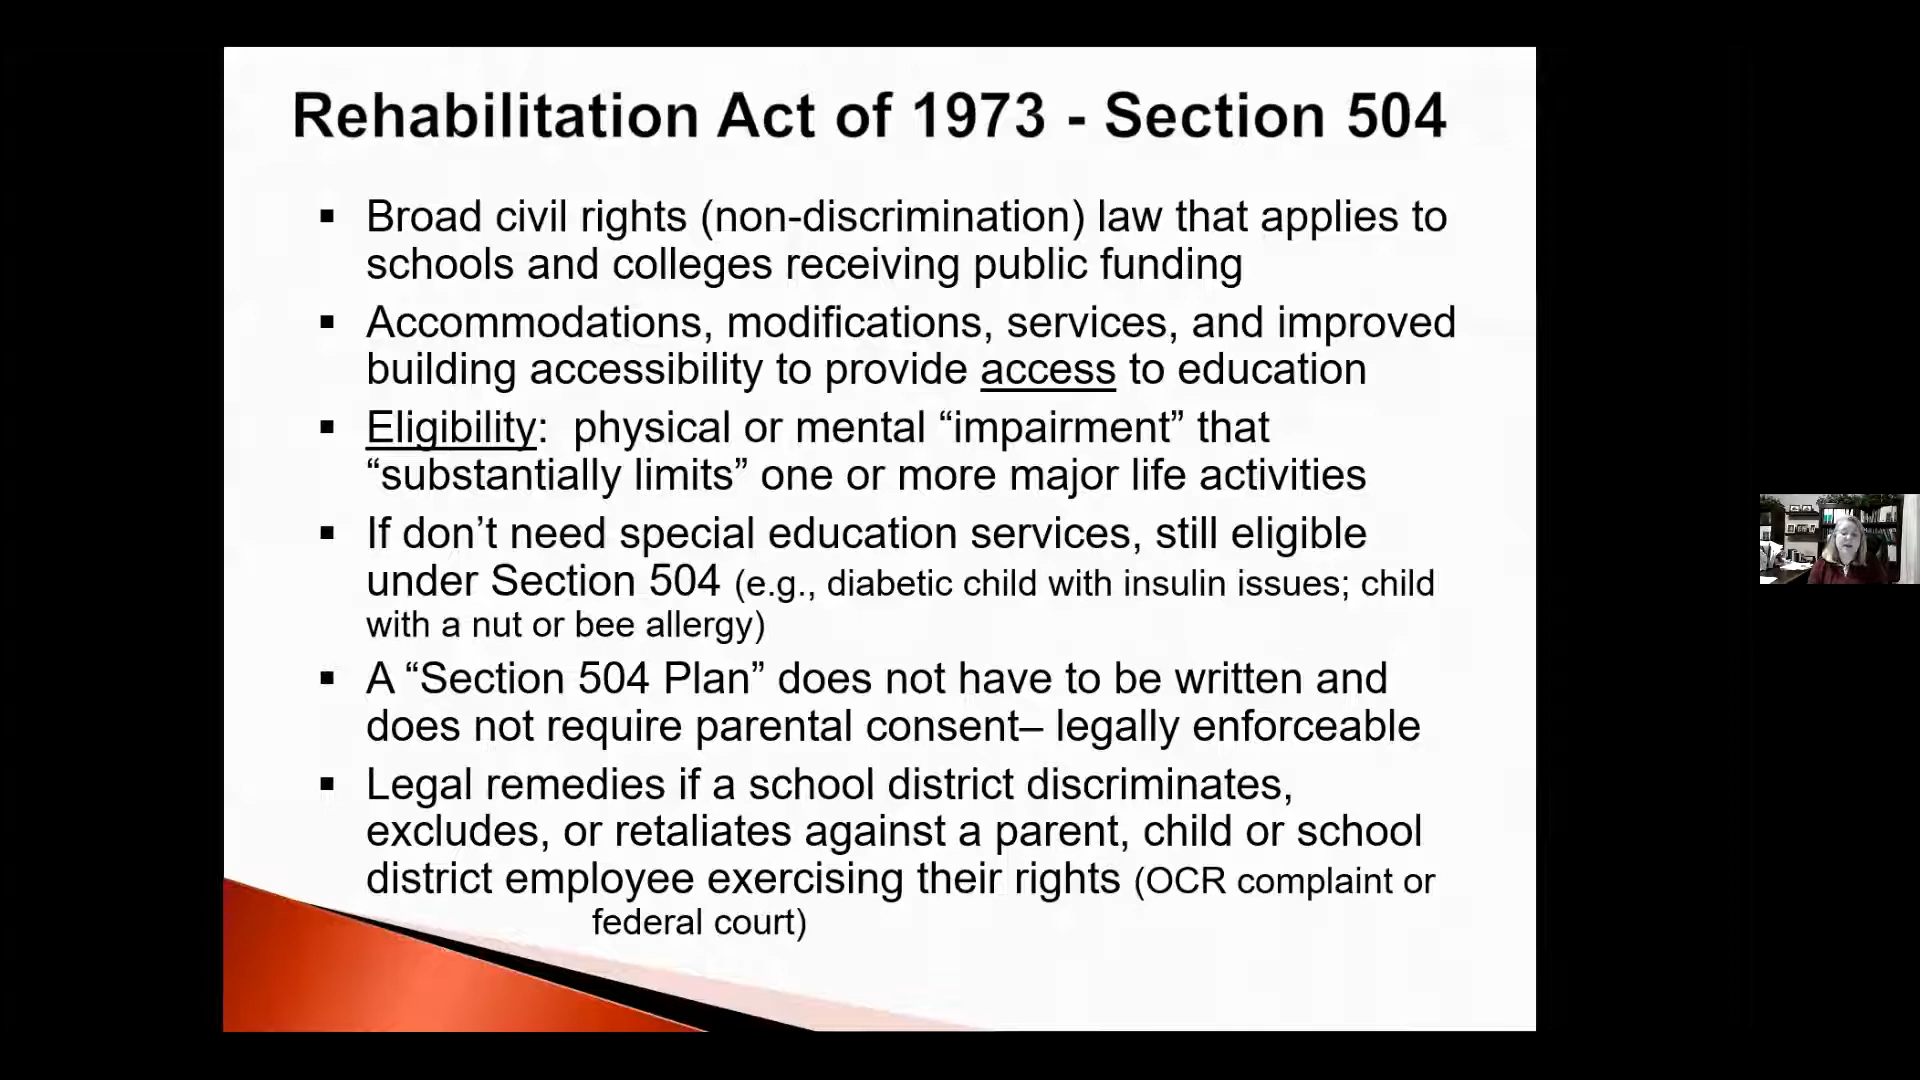 Rehabilitation Act of 1973 - Section 504
▪ Broad civil rights (non-discrimination) law that applies to
schools and colleges receiving public funding
▪ Accommodations, modifications, services, and improved
building accessibility to provide access to education
▪ Eligibility:  physical or mental “impairment” that
“substantially limits” one or more major life activities
▪ If don’t need special education services, still eligible
under Section 504 (e.g., diabetic child with insulin issues; child
with a nut or bee allergy)
▪ A “Section 504 Plan” does not have to be written and
does not require parental consent– legally enforceable
▪ Legal remedies if a school district discriminates,
excludes, or retaliates against a parent, child or school
district employee exercising their rights (OCR complaint or
federal court)